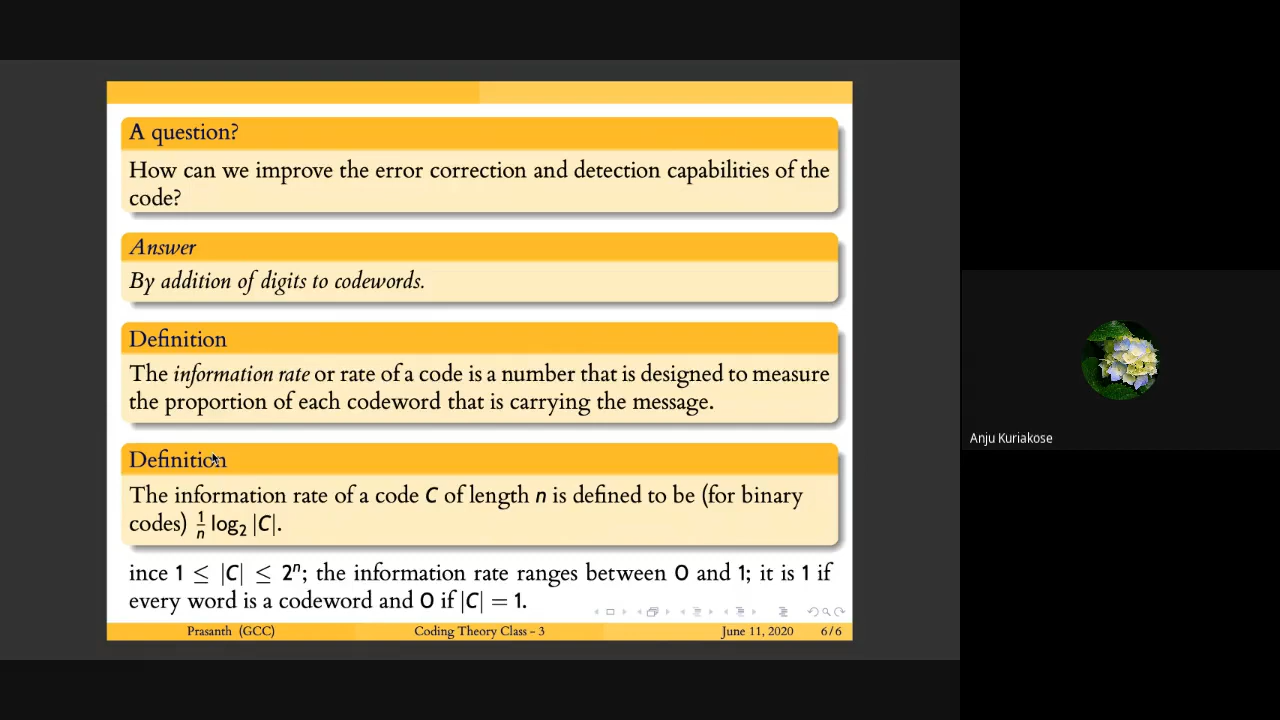 A question?
How can we improve the error correction and detection capabilities of the
code?
Answer
By addition of digits to codewords.
Definition
The information rate or rate of a code is a number that is designed to measure
the proportion of each codeword that is carrying the message.
Definition
The information rate of a code C of length n is defined to be (for binary
codes) 1/n log₂ |C|.
ince 1 ≤ |C| ≤ 2ⁿ; the information rate ranges between 0 and 1; it is 1 if
every word is a codeword and 0 if |C| = 1.
Prasanth (GCC) Coding Theory Class - 3 June 11, 2020 6/6
Anju Kuriakose